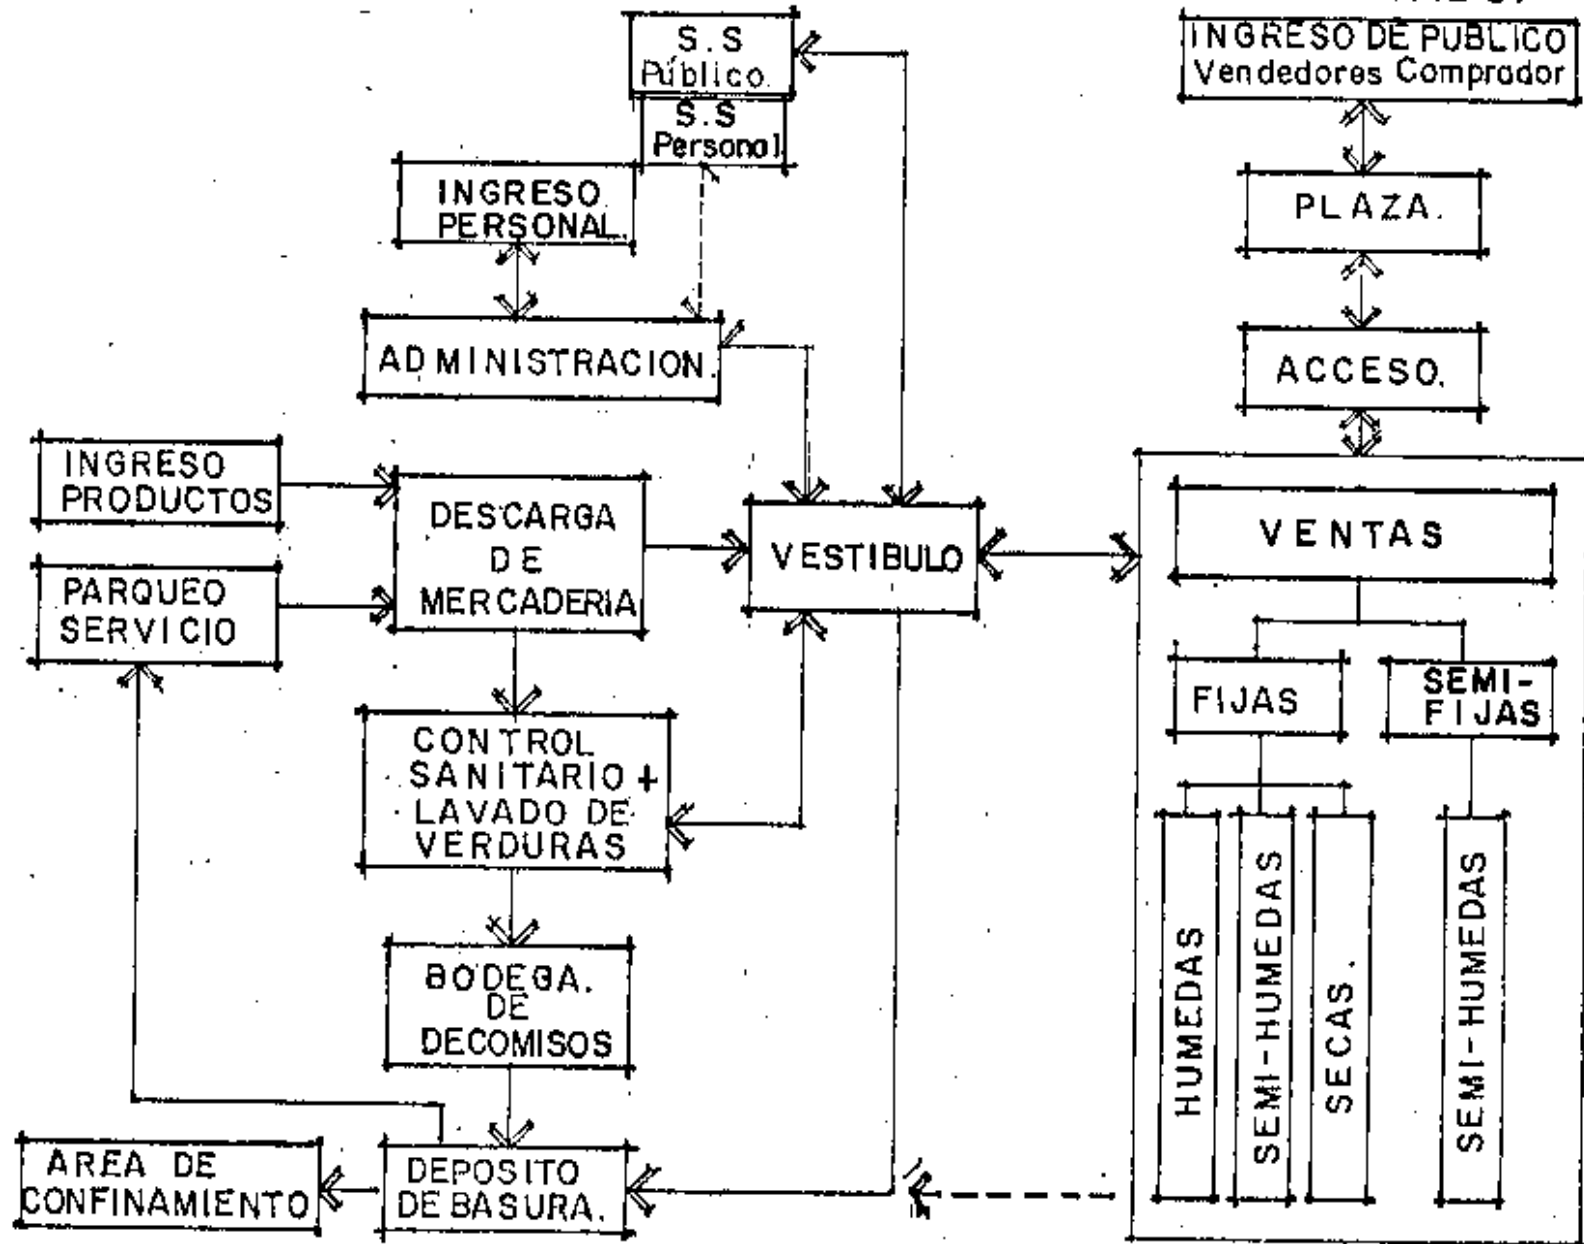 S.S
Público.
S.S
Personal
INGRESO
PERSONAL.
ADMINISTRACION.
INGRESO
PRODUCTOS
PARQUEO
SERVICIO
DESCARGA
DE
MERCADERIA
VESTIBULO
CONTROL
SANITARIO +
LAVADO DE
VERDURAS
BODEGA.
DE
DECOMISOS
AREA DE
CONFINAMIENTO
DEPOSITO
DE BASURA.
INGRESO DE PUBLICO
Vendedores Comprador
PLAZA.
ACCESO.
VENTAS
FIJAS
SEMI-
FIJAS
HUMEDAS
SEMI-HUMEDAS
SECAS.
SEMI-HUMEDAS